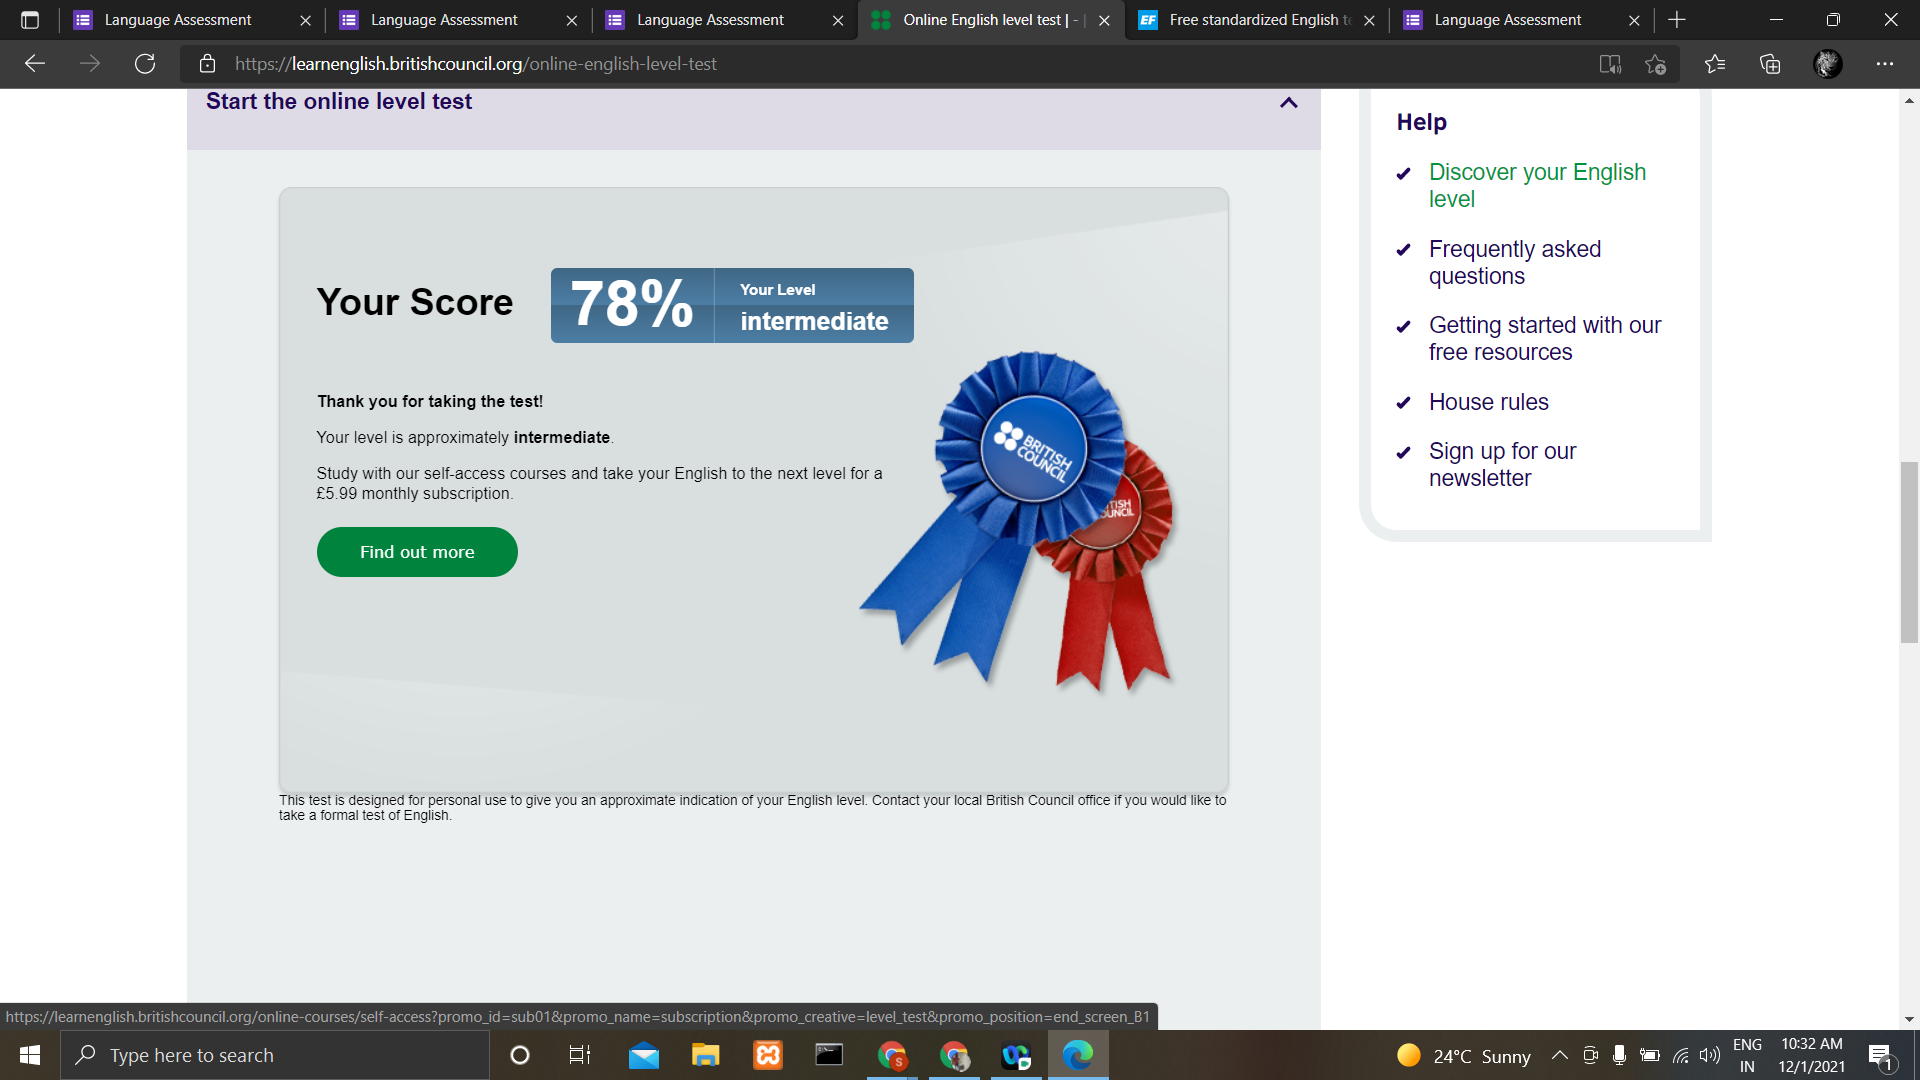 Language Assessment
Language Assessment
Language Assessment
Online English level test | -
EF
Free standardized English te
Language Assessment
https://learnenglish.britishcouncil.org/online-english-level-test
Start the online level test
Your Score
78%
Your Level
intermediate
Thank you for taking the test!
Your level is approximately intermediate.
Study with our self-access courses and take your English to the next level for a
£5.99 monthly subscription.
Find out more
BRITISH
COUNCIL
TISH
UNCIL
This test is designed for personal use to give you an approximate indication of your English level. Contact your local British Council office if you would like to
take a formal test of English.
Help
Discover your English
level
Frequently asked
questions
Getting started with our
free resources
House rules
Sign up for our
newsletter
https://learnenglish.britishcouncil.org/online-courses/self-access?promo_id=sub01&promo_name=subscription&promo_creative=level_test&promo_position=end_screen_B1
Type here to search
S
24°C Sunny
ENG
IN
10:32 AM
12/1/2021
1